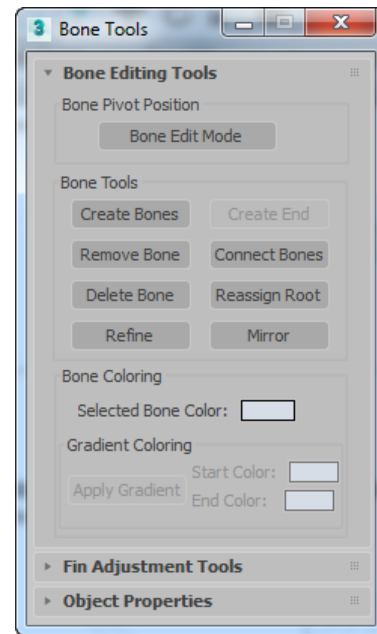 3 Bone Tools
Bone Editing Tools
Bone Pivot Position
Bone Edit Mode
Bone Tools
Create Bones Create End
Remove Bone Connect Bones
Delete Bone Reassign Root
Refine Mirror
Bone Coloring
Selected Bone Color:
Gradient Coloring
Apply Gradient Start Color:
End Color:
Fin Adjustment Tools
Object Properties